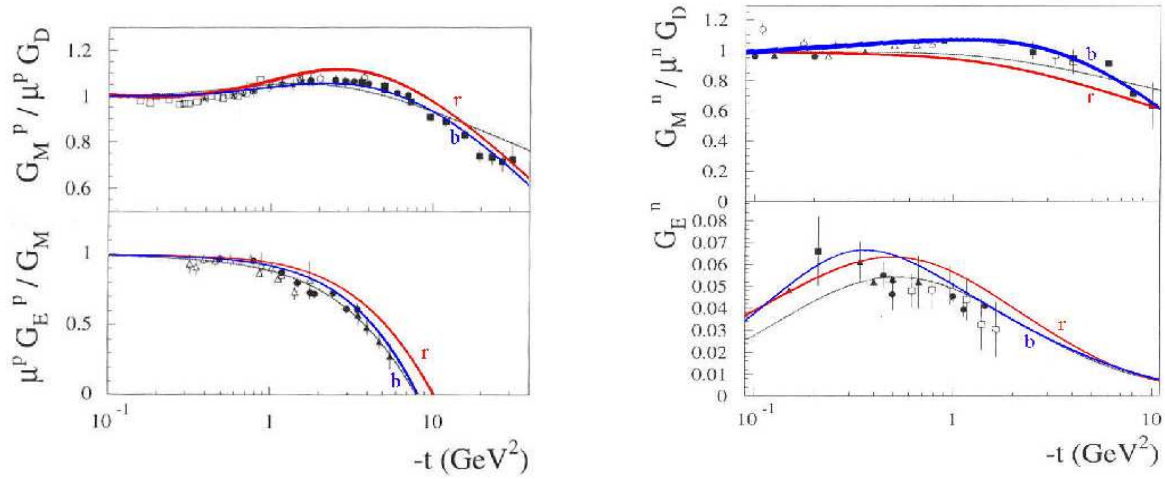 G_M^p / μ^p G_D
1.2
1
0.8
0.6
r
b
μ^p G_E^p / G_M
1
0.5
0
r
b
10^-1
1
10
-t (GeV^2)
G_M^n / μ^n G_D
1.2
1
0.8
0.6
0.4
0.2
0
b
r
G_E^n
0.08
0.07
0.06
0.05
0.04
0.03
0.02
0.01
0
r
b
10^-1
1
10
-t (GeV^2)